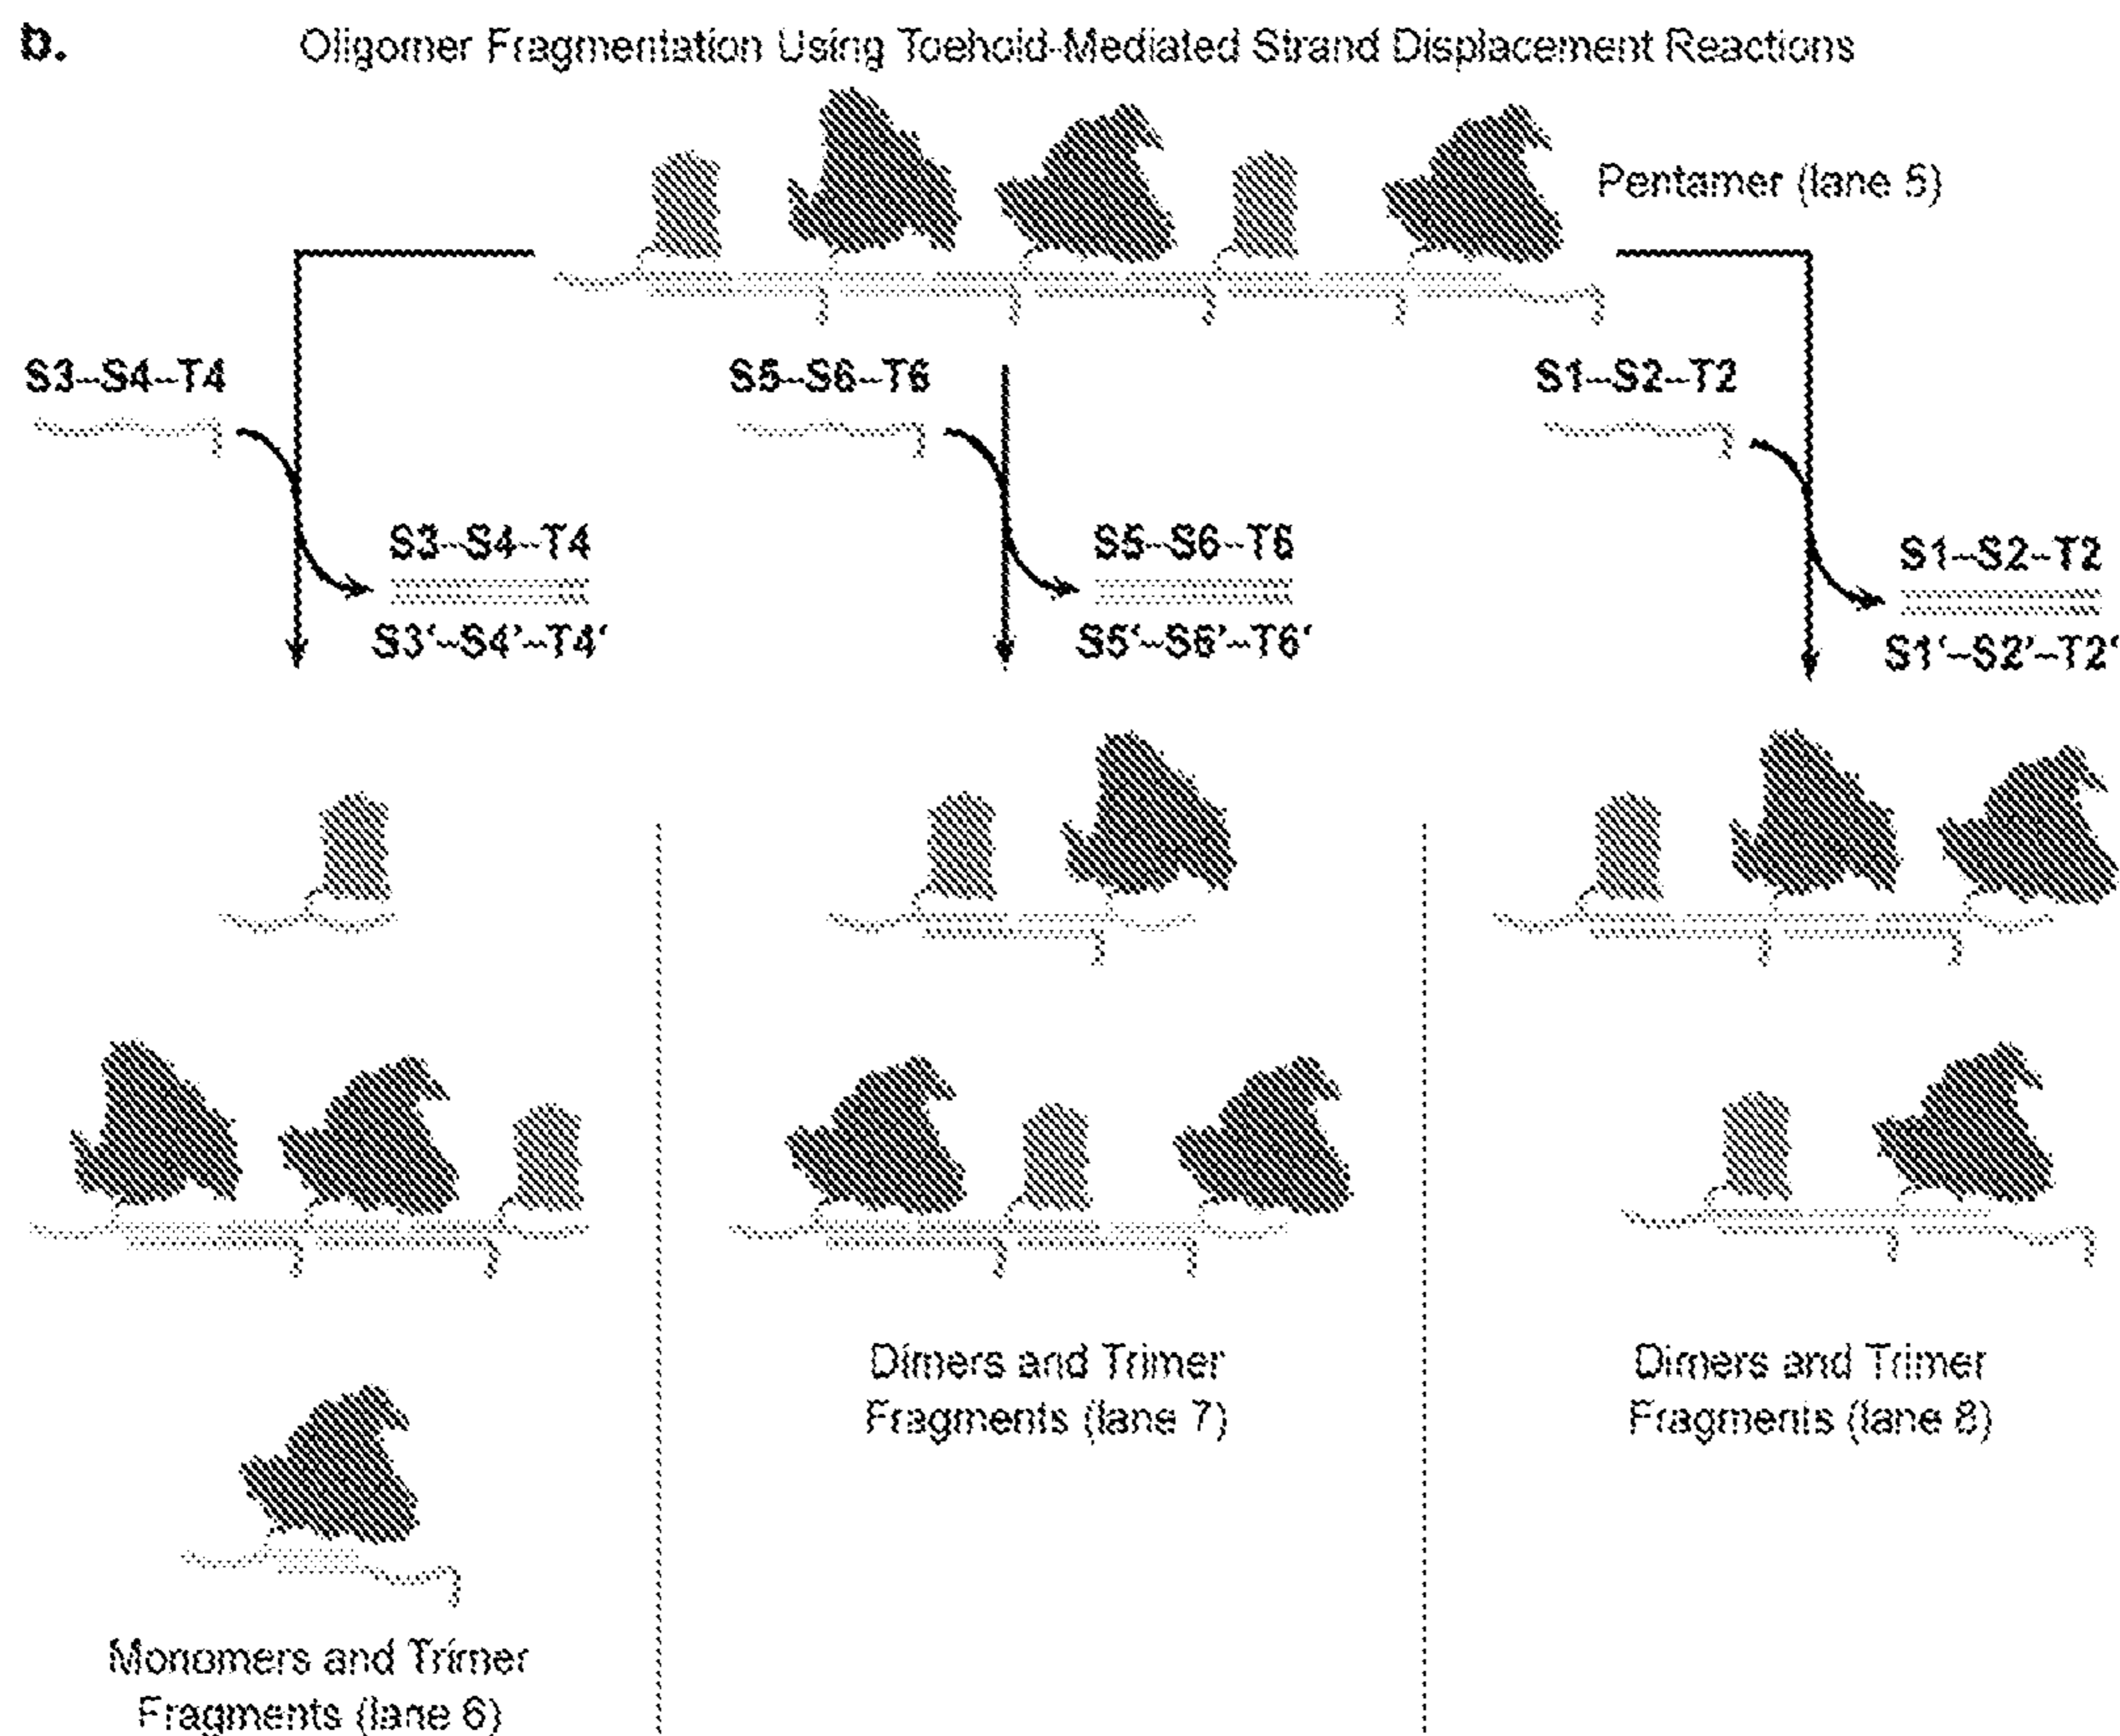 b.
Oligomer Fragmentation Using Toehold-Mediated Strand Displacement Reactions
Pentamer (lane 5)
S3--S4--T4
S5--S6--T6
S1--S2--T2
S3--S4--T4
S3'--S4'--T4'
S5--S6--T6
S5'--S6'--T6'
S1--S2--T2
S1'--S2'--T2'
Dimers and Trimer
Fragments (lane 7)
Dimers and Trimer
Fragments (lane 8)
Monomers and Trimer
Fragments (lane 6)